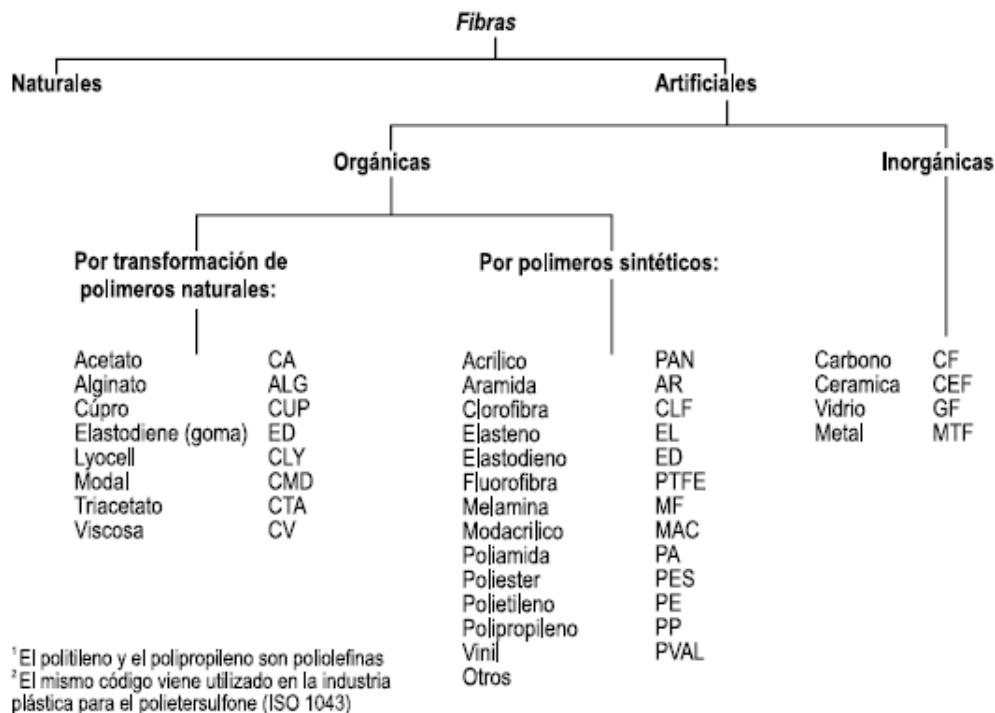 Fibras
Naturales
Artificiales
Orgánicas
Inorgánicas
Por transformación de
polimeros naturales:
Acetato CA
Alginato ALG
Cúpro CUP
Elastodiene (goma) ED
Lyocell CLY
Modal CMD
Triacetato CTA
Viscosa CV
Por polimeros sintéticos:
Acrilico PAN
Aramida AR
Clorofibra CLF
Elasteno EL
Elastodieno ED
Fluorofibra PTFE
Melamina MF
Modacrilico MAC
Poliamida PA
Poliester PES
Polietileno PE
Polipropileno PP
Vinil PVAL
Otros
Carbono CF
Ceramica CEF
Vidrio GF
Metal MTF
¹ El politileno y el polipropileno son poliolefinas
² El mismo código viene utilizado en la industria
plástica para el polietersulfone (ISO 1043)